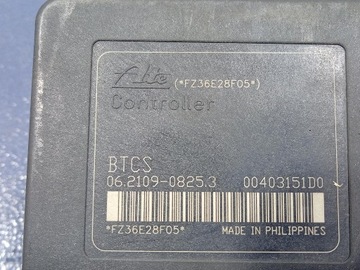 Ate (*FZ36E28F05*)
Controller
BTCS
06.2109-0825.3 00403151D0
*FZ36E28F05* MADE IN PHILIPPINES